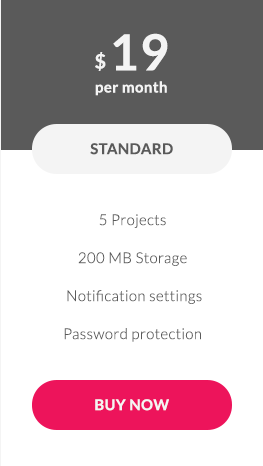 $ 19
per month
STANDARD
5 Projects
200 MB Storage
Notification settings
Password protection
BUY NOW